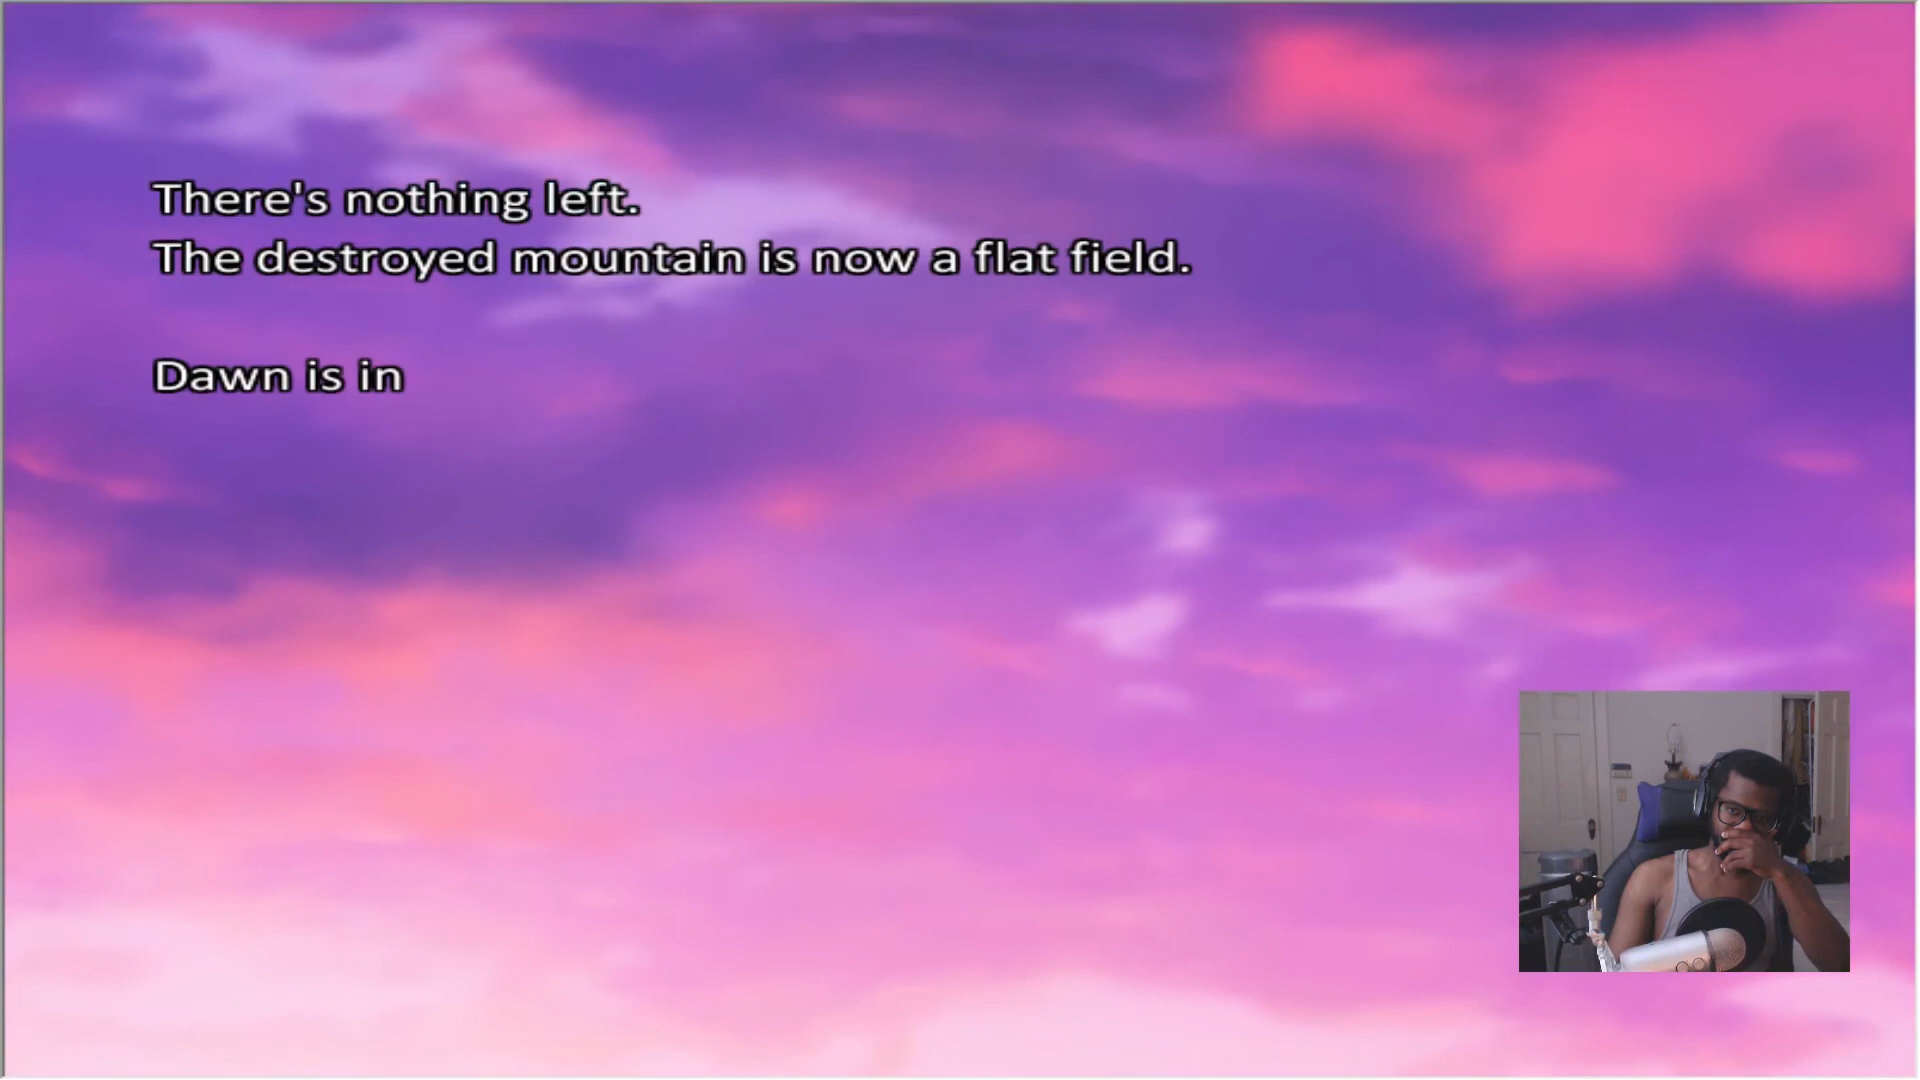 There's nothing left.
The destroyed mountain is now a flat field.
Dawn is in